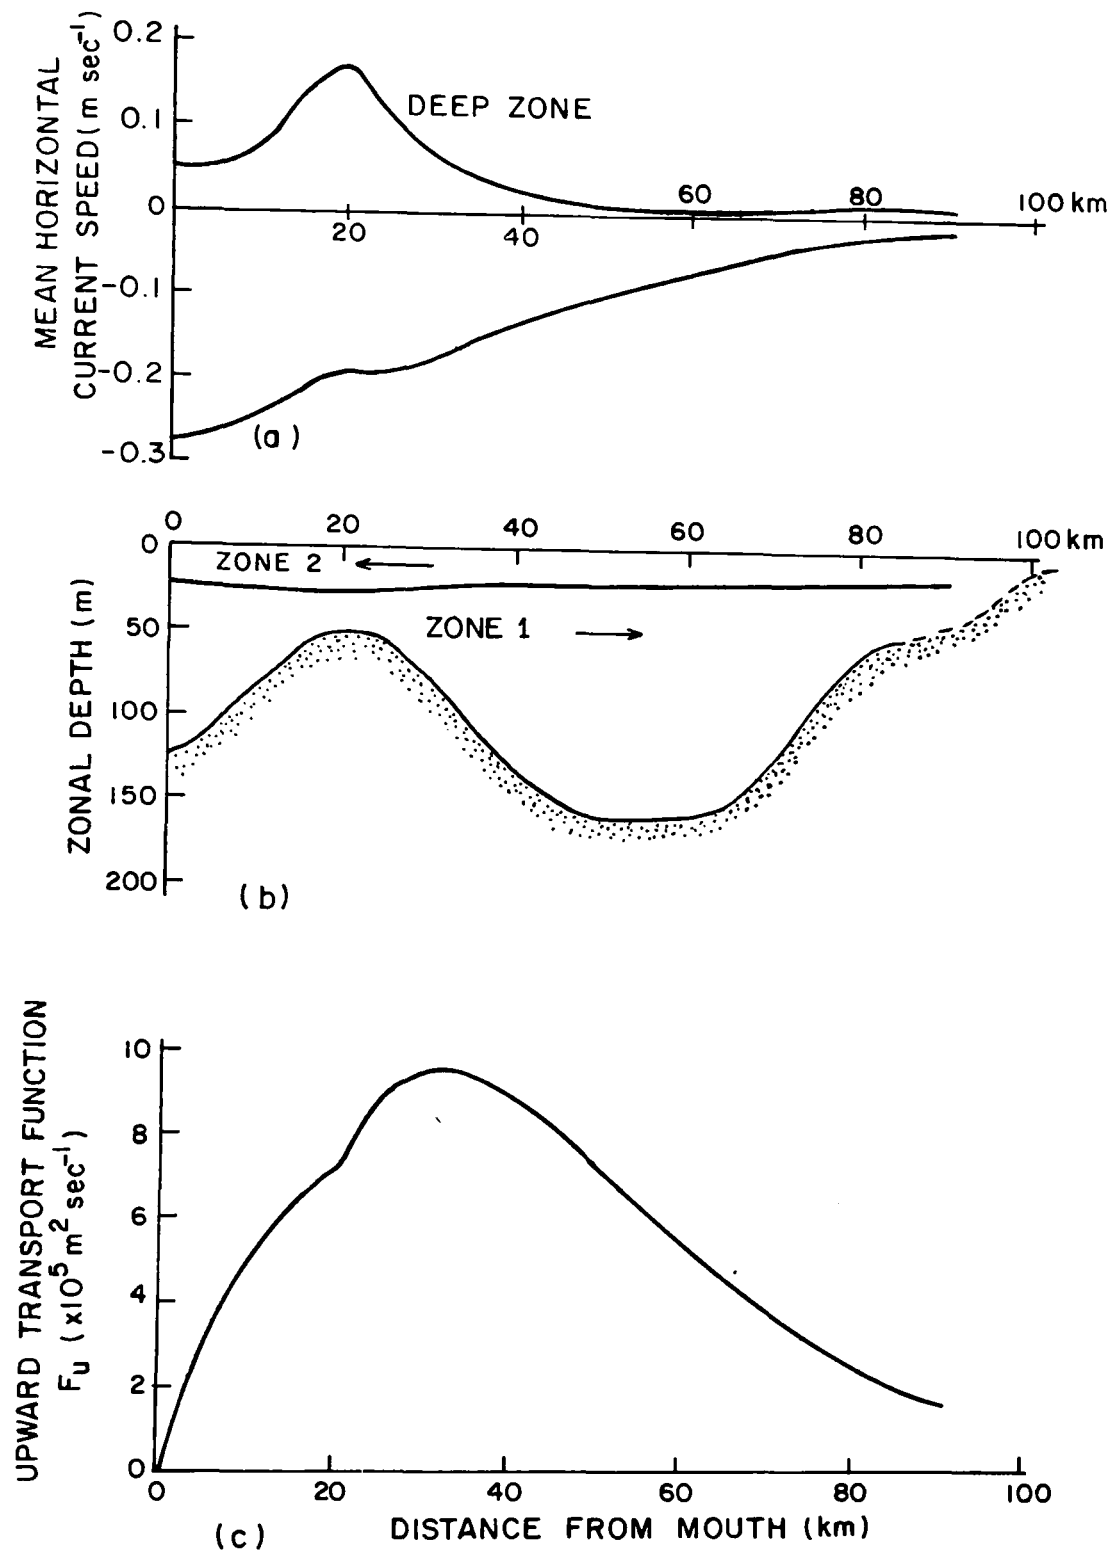 MEAN HORIZONTAL
CURRENT SPEED (m sec⁻¹)
0.2
0.1
0
-0.1
-0.2
-0.3
DEEP ZONE
20
40
60
80
100 km
(a)
ZONAL DEPTH (m)
0
20
40
60
80
100 km
0
50
100
150
200
ZONE 2
ZONE 1
(b)
UPWARD TRANSPORT FUNCTION
Fu (x10⁵ m² sec⁻¹)
10
8
6
4
2
0
0
20
40
60
80
100
(c)
DISTANCE FROM MOUTH (km)